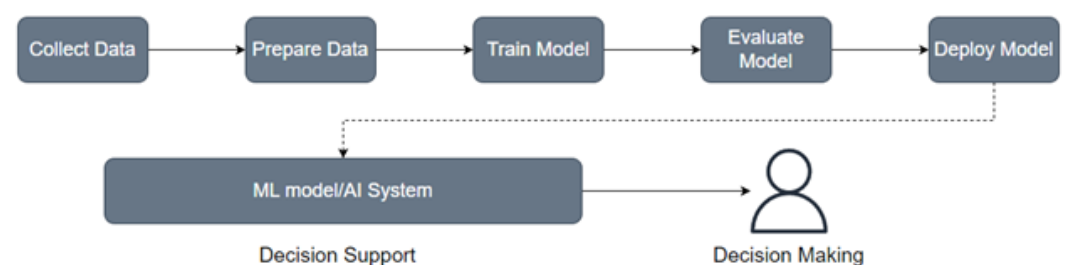 Collect Data
Prepare Data
Train Model
Evaluate
Model
Deploy Model
ML model/AI System
Decision Support
Decision Making